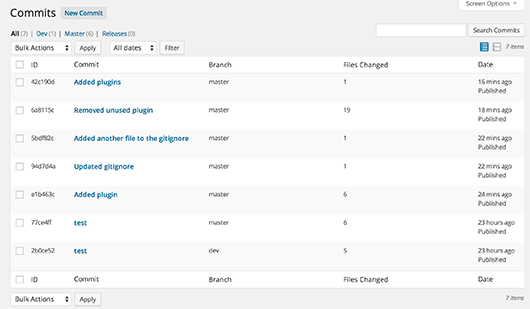 Screen Options ▼
Commits New Commit
All (7) | Dev (1) | Master (6) | Releases (0) Search Commits
Bulk Actions Apply All dates Filter 7 items
ID Commit Branch Files Changed Date
42c190d Added plugins master 1 16 mins ago
Published
6a8115c Removed unused plugin master 19 18 mins ago
Published
5bdf82c Added another file to the gitignore master 1 22 mins ago
Published
94d7d4a Updated gitignore master 1 22 mins ago
Published
e1b463c Added plugin master 6 24 mins ago
Published
77ce4ff test master 6 23 hours ago
Published
2b0ce52 test dev 5 23 hours ago
Published
ID Commit Branch Files Changed Date
Bulk Actions Apply 7 items